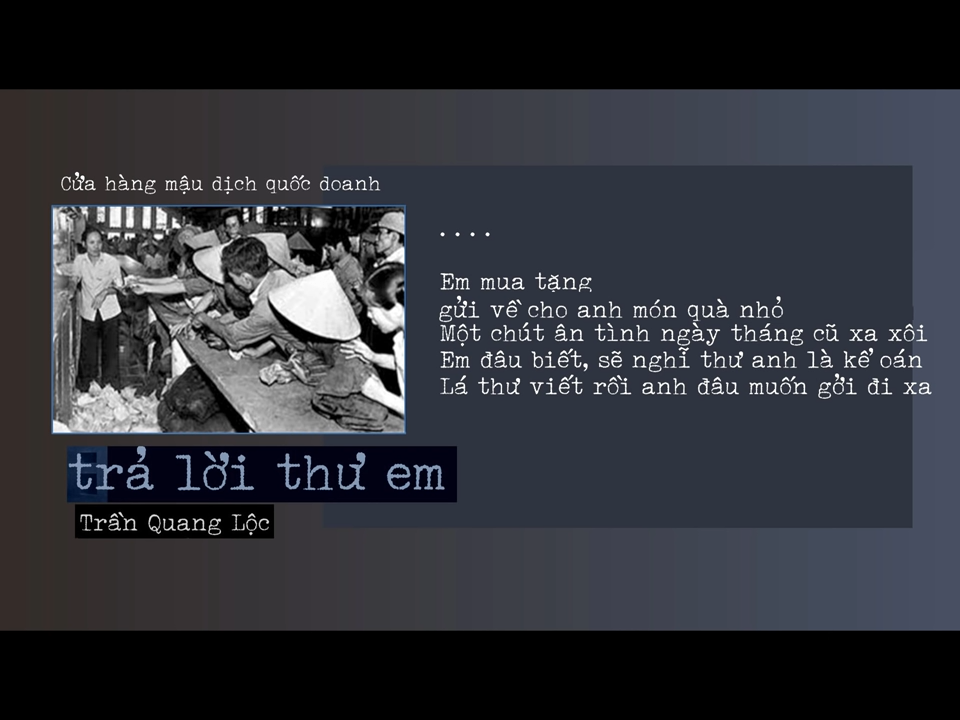 Cửa hàng mậu dịch quốc doanh
....
Em mua tặng
gửi về cho anh món quà nhỏ
Một chút ân tình ngày tháng cũ xa xôi
Em đâu biết, sẽ nghĩ thư anh là kể oán
Lá thư viết rồi anh đâu muốn gởi đi xa
trả lời thư em
Trần Quang Lộc